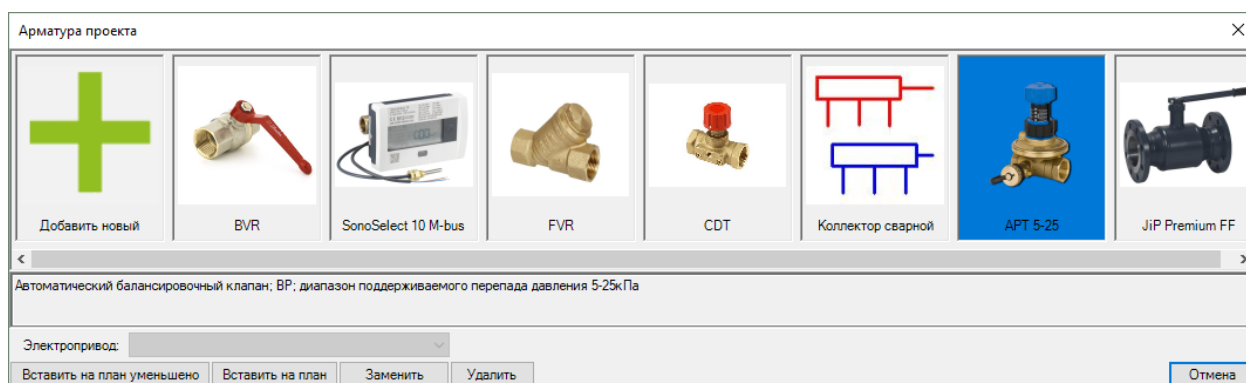 Арматура проекта
Добавить новый
BVR
SonoSelect 10 M-bus
FVR
CDT
Коллектор сварной
APT 5-25
JiP Premium FF
Автоматический балансировочный клапан; ВР; диапазон поддерживаемого перепада давления 5-25кПа
Электропривод:
Вставить на план уменьшено
Вставить на план
Заменить
Удалить
Отмена